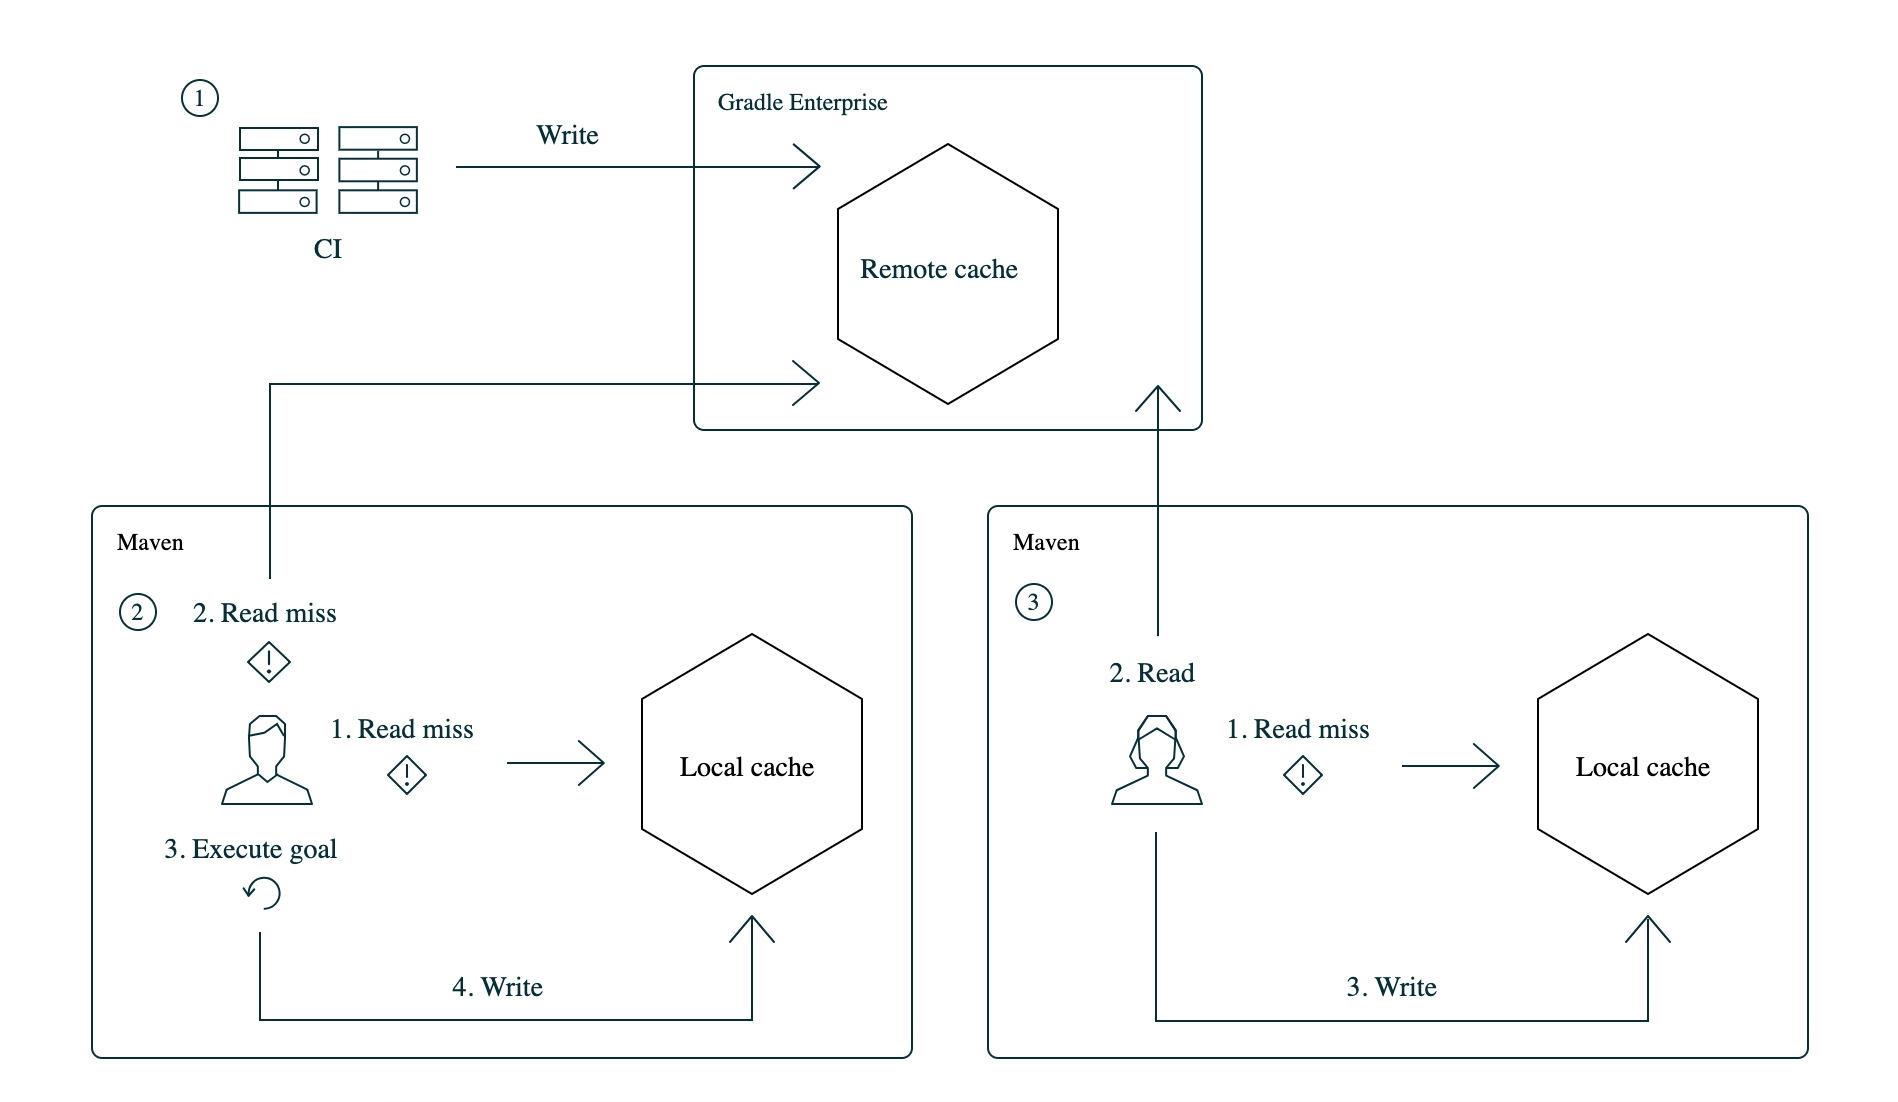 1
Gradle Enterprise
Write
CI
Remote cache
Maven
2
2. Read miss
1. Read miss
Local cache
3. Execute goal
4. Write
Maven
3
2. Read
1. Read miss
Local cache
3. Write